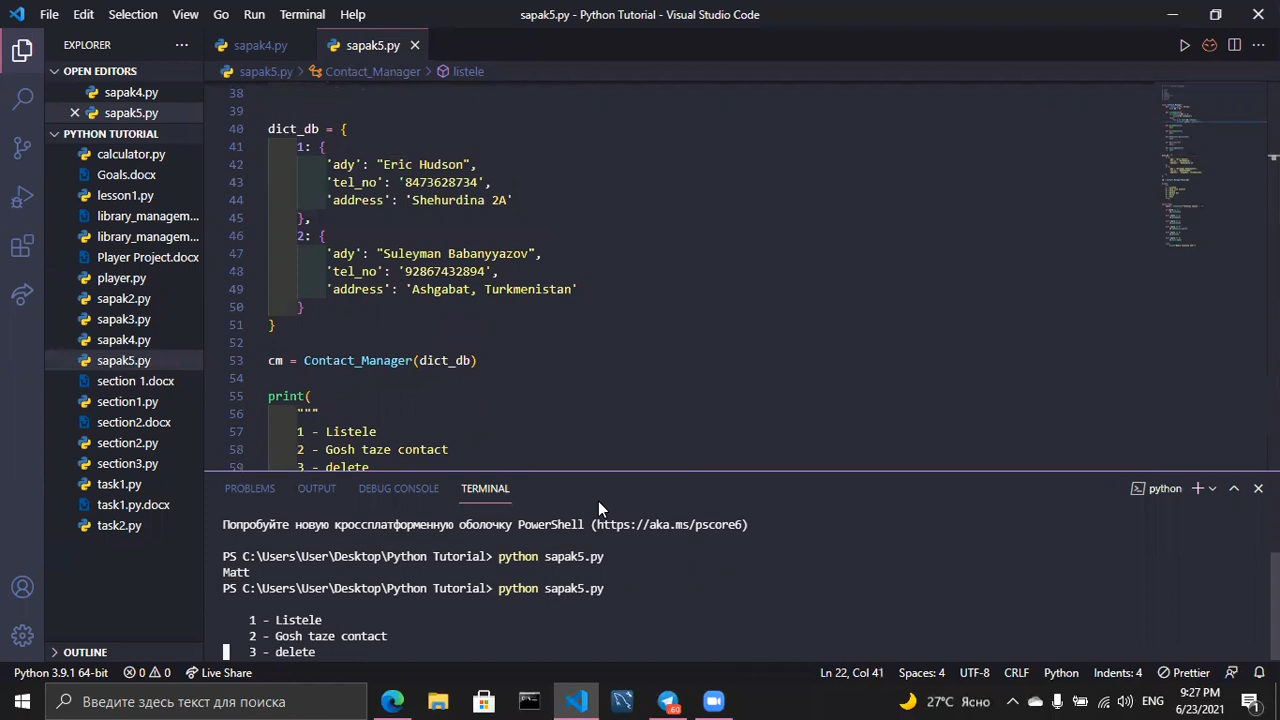 File Edit Selection View Go Run Terminal Help sapak5.py - Python Tutorial - Visual Studio Code
EXPLORER
OPEN EDITORS
sapak4.py
sapak5.py
PYTHON TUTORIAL
calculator.py
Goals.docx
lesson1.py
library_managem...
library_managem...
Player Project.docx
player.py
sapak2.py
sapak3.py
sapak4.py
sapak5.py
section 1.docx
section1.py
section2.docx
section2.py
section3.py
task1.py
task1.py.docx
task2.py
OUTLINE
sapak4.py sapak5.py
sapak5.py > Contact_Manager > listele
38
39
40 dict_db = {
41 1: {
42 'ady': "Eric Hudson",
43 'tel_no': '8473628734',
44 'address': 'Shehurdina 2A'
45 },
46 2: {
47 'ady': "Suleyman Babanyyazov",
48 'tel_no': '92867432894',
49 'address': 'Ashgabat, Turkmenistan'
50 }
51 }
52
53 cm = Contact_Manager(dict_db)
54
55 print(
56 """
57 1 - Listele
58 2 - Gosh taze contact
59 3 - delete
PROBLEMS OUTPUT DEBUG CONSOLE TERMINAL python
Попробуйте новую кроссплатформенную оболочку PowerShell (https://aka.ms/pscore6)
PS C:\Users\User\Desktop\Python Tutorial> python sapak5.py
Matt
PS C:\Users\User\Desktop\Python Tutorial> python sapak5.py
1 - Listele
2 - Gosh taze contact
3 - delete
Python 3.9.1 64-bit 0 0 Live Share Ln 22, Col 41 Spaces: 4 UTF-8 CRLF Python Indents: 4 Prettier
Введите здесь текст для поиска 60 27°C Ясно ENG 9:27 PM
6/23/2021 1